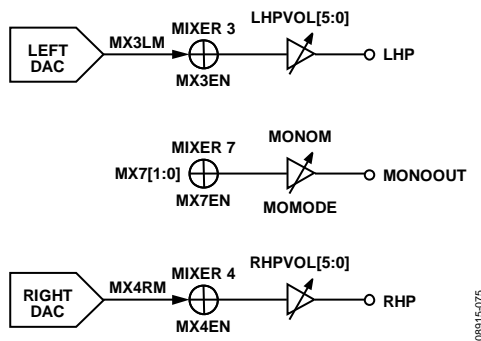 LHPVOL[5:0]
MIXER 3
LEFT
DAC
MX3LM
LHP
MX3EN
MIXER 7
MONOM
MX7[1:0]
MONOOUT
MX7EN
MOMODE
MIXER 4
RHPVOL[5:0]
RIGHT
DAC
MX4RM
RHP
MX4EN
08915-075